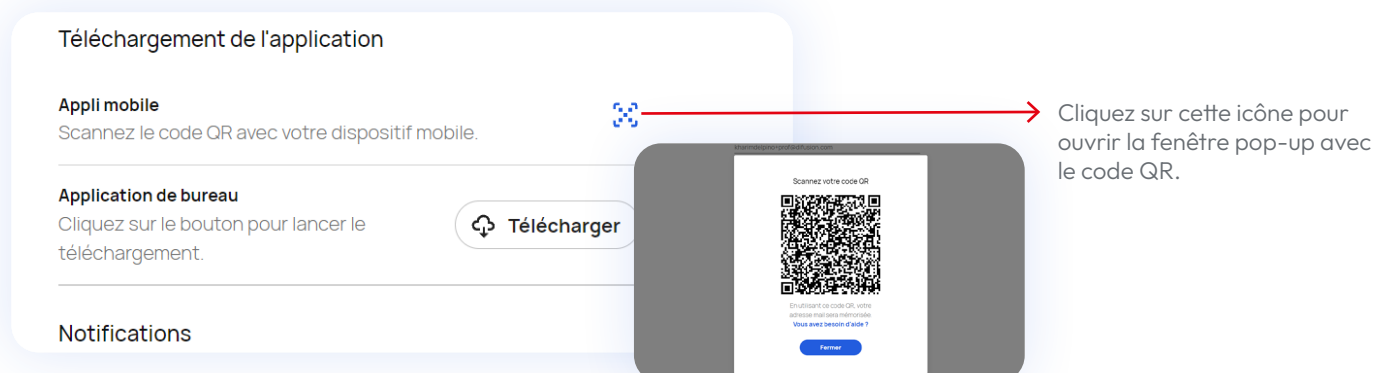 Téléchargement de l'application
Appli mobile
Scannez le code QR avec votre dispositif mobile.
Cliquez sur cette icône pour
ouvrir la fenêtre pop-up avec
le code QR.
Application de bureau
Cliquez sur le bouton pour lancer le
téléchargement.
Télécharger
Notifications
Scannez votre code QR
En utilisant ce code QR, votre
adresse mail sera mémorisée
Vous avez besoin d'aide ?
Fermer